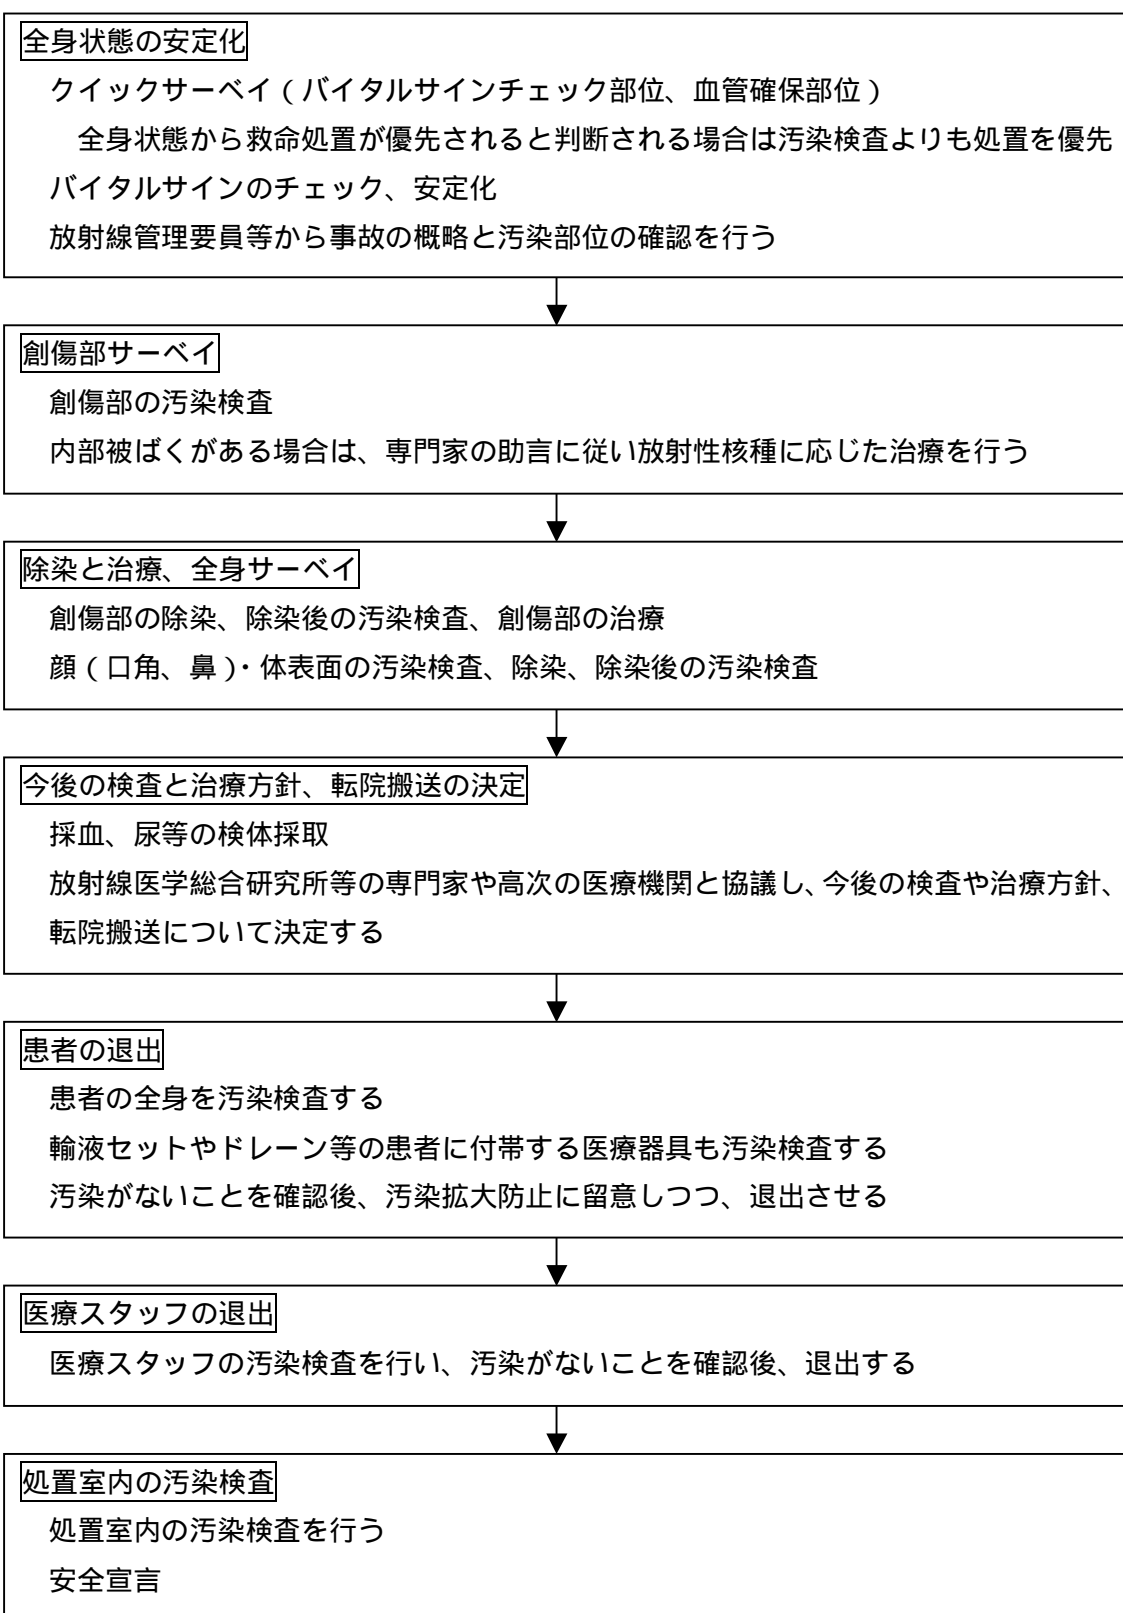 全身状態の安定化
クイックサーベイ(バイタルサインチェック部位、血管確保部位)
全身状態から救命処置が優先されると判断される場合は汚染検査よりも処置を優先
バイタルサインのチェック、安定化
放射線管理要員等から事故の概略と汚染部位の確認を行う
創傷部サーベイ
創傷部の汚染検査
内部被ばくがある場合は、専門家の助言に従い放射性核種に応じた治療を行う
除染と治療、全身サーベイ
創傷部の除染、除染後の汚染検査、創傷部の治療
顔(口角、鼻)・体表面の汚染検査、除染、除染後の汚染検査
今後の検査と治療方針、転院搬送の決定
採血、尿等の検体採取
放射線医学総合研究所等の専門家や高次の医療機関と協議し、今後の検査や治療方針、
転院搬送について決定する
患者の退出
患者の全身を汚染検査する
輸液セットやドレーン等の患者に付帯する医療器具も汚染検査する
汚染がないことを確認後、汚染拡大防止に留意しつつ、退出させる
医療スタッフの退出
医療スタッフの汚染検査を行い、汚染がないことを確認後、退出する
処置室内の汚染検査
処置室内の汚染検査を行う
安全宣言